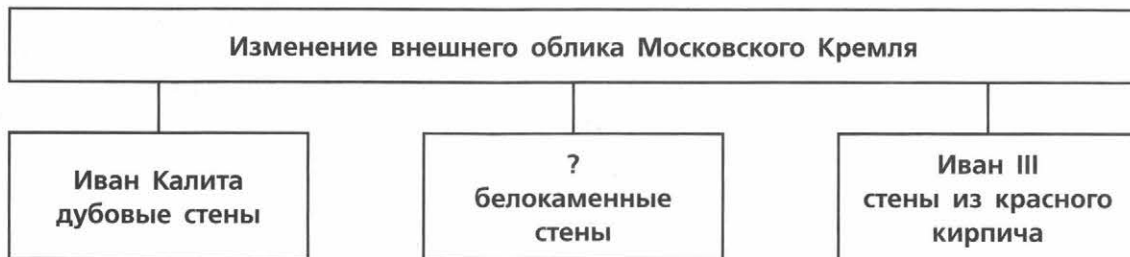 Изменение внешнего облика Московского Кремля
Иван Калита
дубовые стены
?
белокаменные
стены
Иван III
стены из красного
кирпича